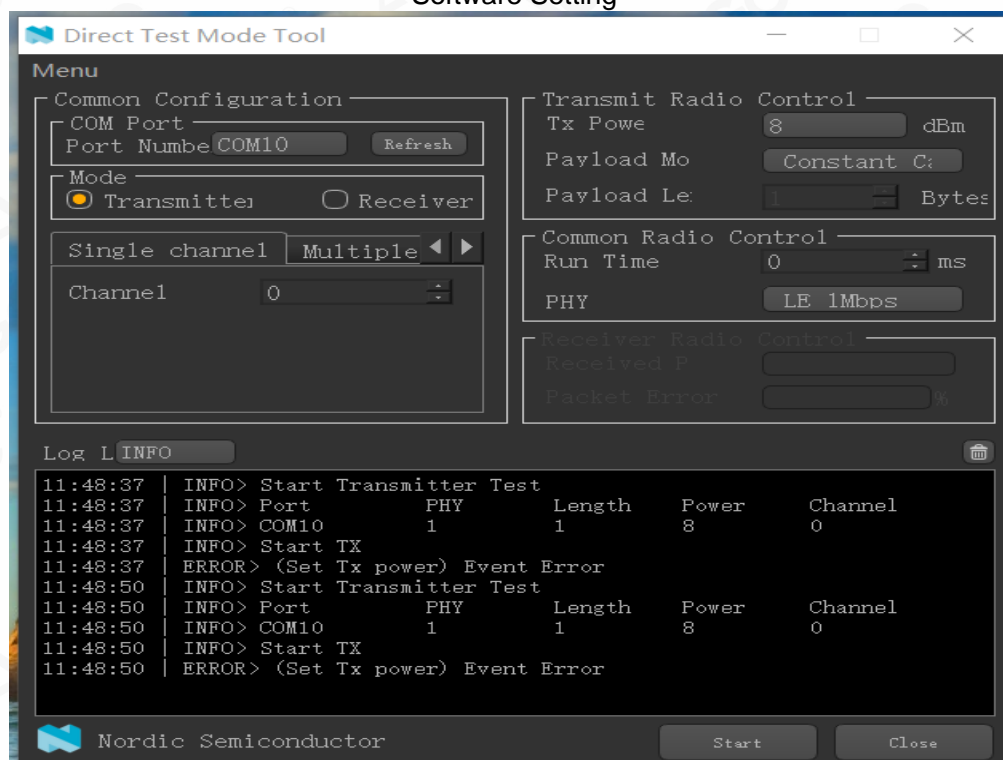 Software Setting
Direct Test Mode Tool
Menu
Common Configuration
COM Port
Port Numbe COM10 Refresh
Mode
Transmitter Receiver
Single channel Multiple
Channel 0
Transmit Radio Control
Tx Powe 8 dBm
Payload Mo Constant Ca
Payload Le: 1 Bytes
Common Radio Control
Run Time 0 ms
PHY LE 1Mbps
Receiver Radio Control
Received P
Packet Error %
Log L INFO
11:48:37 | INFO> Start Transmitter Test
11:48:37 | INFO> Port PHY Length Power Channel
11:48:37 | INFO> COM10 1 1 8 0
11:48:37 | INFO> Start TX
11:48:37 | ERROR> (Set Tx power) Event Error
11:48:50 | INFO> Start Transmitter Test
11:48:50 | INFO> Port PHY Length Power Channel
11:48:50 | INFO> COM10 1 1 8 0
11:48:50 | INFO> Start TX
11:48:50 | ERROR> (Set Tx power) Event Error
Nordic Semiconductor Start Close